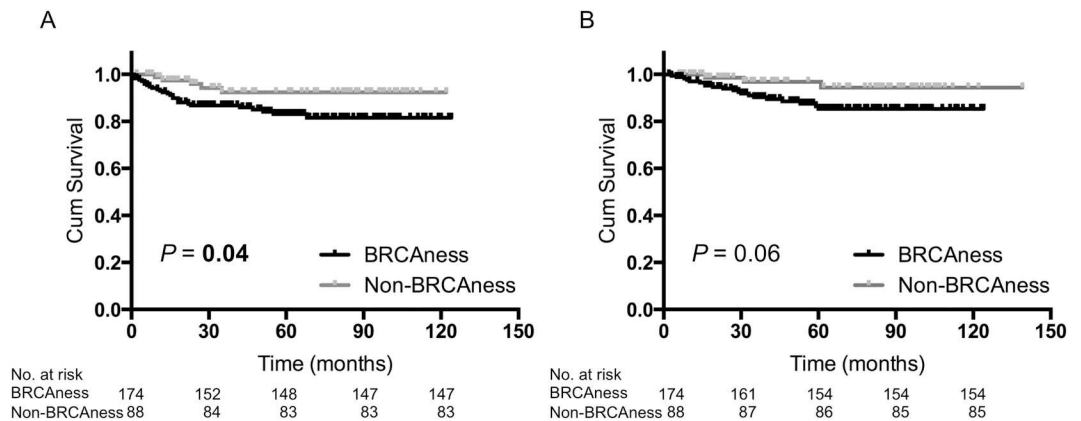 A
Cum Survival
1.0
0.8
0.6
0.4
0.2
0.0
P = 0.04
BRCAness
Non-BRCAness
0 30 60 90 120 150
Time (months)
No. at risk
BRCAness 174 152 148 147 147
Non-BRCAness 88 84 83 83 83
B
Cum Survival
1.0
0.8
0.6
0.4
0.2
0.0
P = 0.06
BRCAness
Non-BRCAness
0 30 60 90 120 150
Time (months)
No. at risk
BRCAness 174 161 154 154 154
Non-BRCAness 88 87 86 85 85